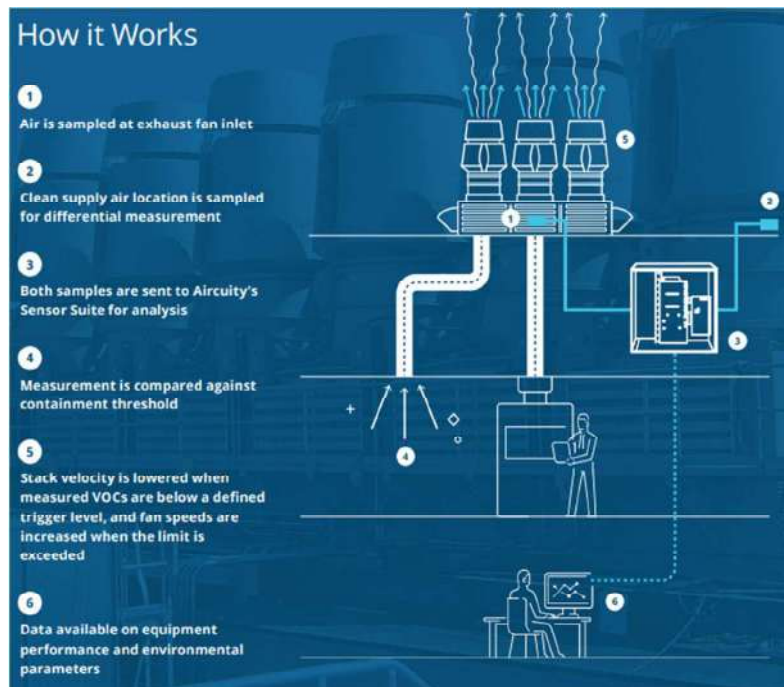 How it Works
1
Air is sampled at exhaust fan inlet
2
Clean supply air location is sampled
for differential measurement
3
Both samples are sent to Aircuity's
Sensor Suite for analysis
4
Measurement is compared against
containment threshold
5
Stack velocity is lowered when
measured VOCs are below a defined
trigger level, and fan speeds are
increased when the limit is
exceeded
6
Data available on equipment
performance and environmental
parameters
5
1
2
3
4
6